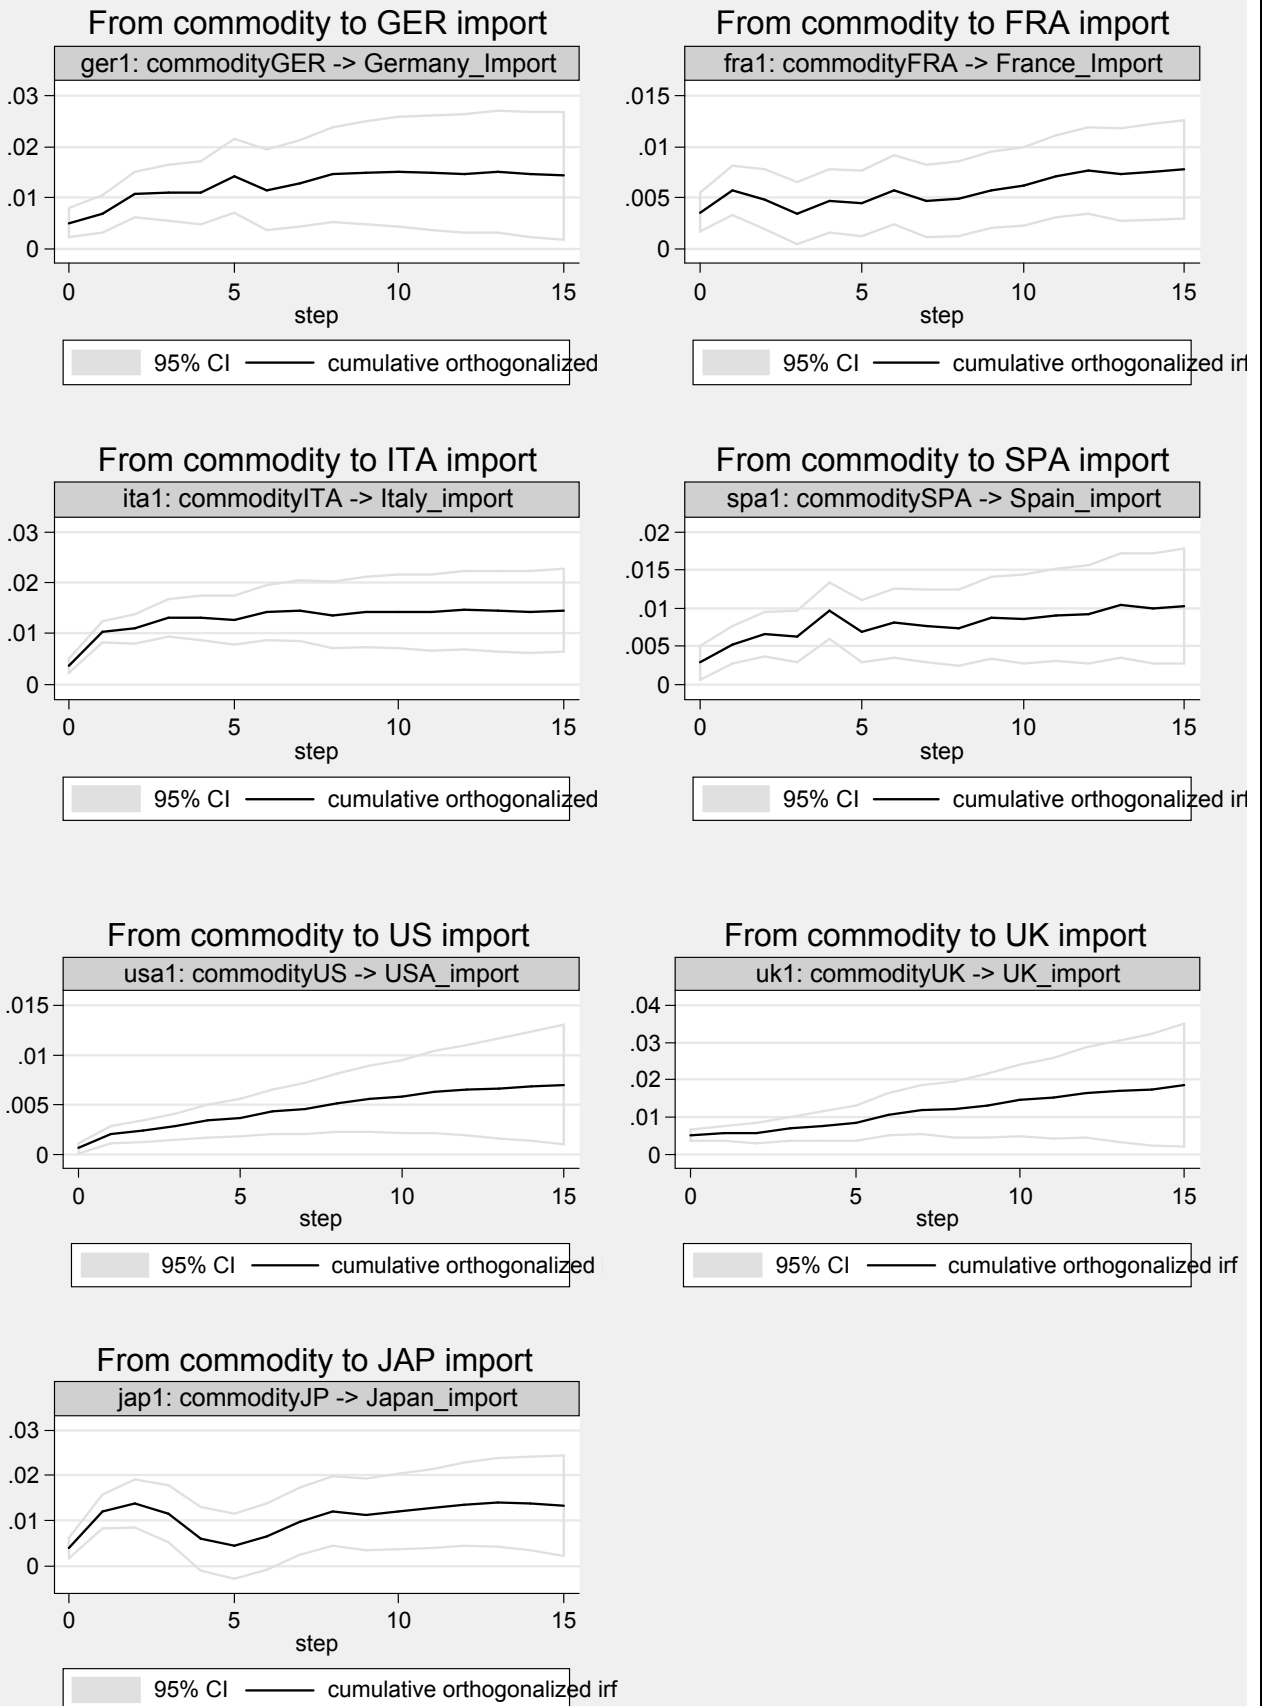 From commodity to GER import
ger1: commodityGER -> Germany_Import
.03
.02
.01
0
0 5 10 15
step
95% CI cumulative orthogonalized
From commodity to FRA import
fra1: commodityFRA -> France_Import
.015
.01
.005
0
0 5 10 15
step
95% CI cumulative orthogonalized irf
From commodity to ITA import
ita1: commodityITA -> Italy_import
.03
.02
.01
0
0 5 10 15
step
95% CI cumulative orthogonalized
From commodity to SPA import
spa1: commoditySPA -> Spain_import
.02
.015
.01
.005
0
0 5 10 15
step
95% CI cumulative orthogonalized irf
From commodity to US import
usa1: commodityUS -> USA_import
.015
.01
.005
0
0 5 10 15
step
95% CI cumulative orthogonalized
From commodity to UK import
uk1: commodityUK -> UK_import
.04
.03
.02
.01
0
0 5 10 15
step
95% CI cumulative orthogonalized irf
From commodity to JAP import
jap1: commodityJP -> Japan_import
.03
.02
.01
0
0 5 10 15
step
95% CI cumulative orthogonalized irf